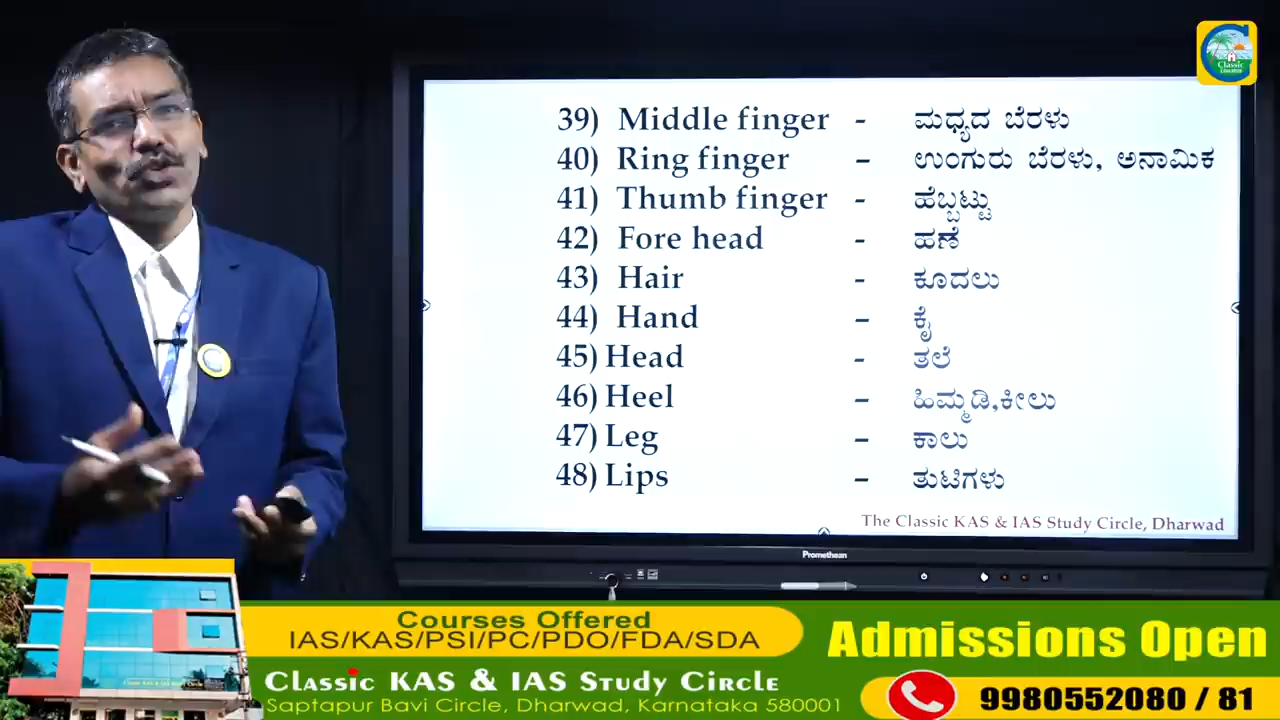 Classic
Education
39) Middle finger - ಮಧ್ಯದ ಬೆರಳು
40) Ring finger – ಉಂಗುರು ಬೆರಳು, ಅನಾಮಿಕ
41) Thumb finger - ಹೆಬ್ಬಟ್ಟು
42) Fore head - ಹಣೆ
43) Hair - ಕೂದಲು
44) Hand – ಕೈ
45) Head - ತಲೆ
46) Heel – ಹಿಮ್ಮಡಿ,ಕೀಲು
47) Leg – ಕಾಲು
48) Lips – ತುಟಿಗಳು
The Classic KAS & IAS Study Circle, Dharwad
Promethean
Courses Offered
IAS/KAS/PSI/PC/PDO/FDA/SDA
Classic KAS & IAS Study Circle
Saptapur Bavi Circle, Dharwad, Karnataka 580001
Admissions Open
9980552080 / 81